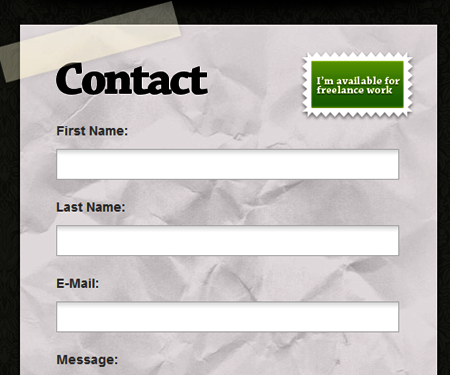 Contact
I'm available for
freelance work
First Name:
Last Name:
E-Mail:
Message: